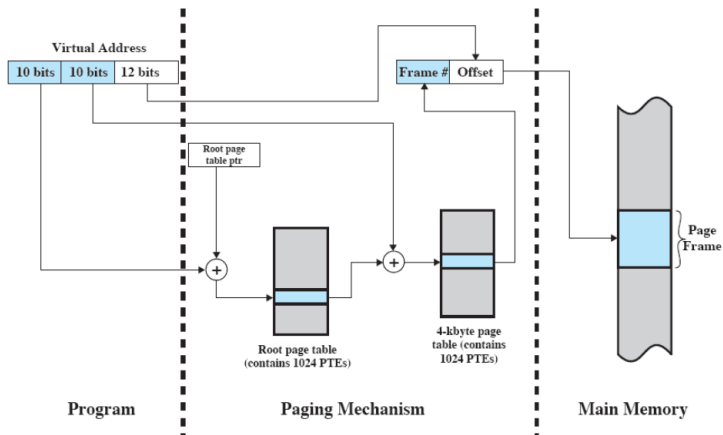 Virtual Address
10 bits 10 bits 12 bits
Frame # Offset
Root page
table ptr
+
+
Page
Frame
Root page table
(contains 1024 PTEs)
4-kbyte page
table (contains
1024 PTEs)
Program Paging Mechanism Main Memory